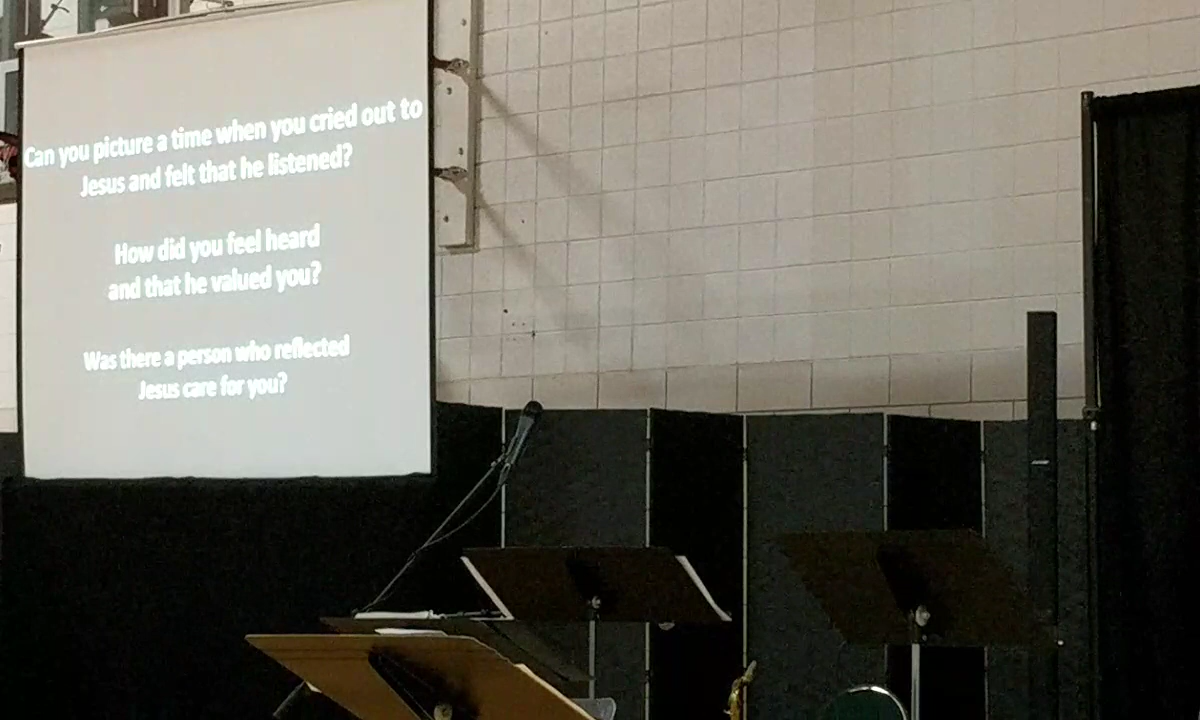 Can you picture a time when you cried out to
Jesus and felt that he listened?
How did you feel heard
and that he valued you?
Was there a person who reflected
Jesus care for you?